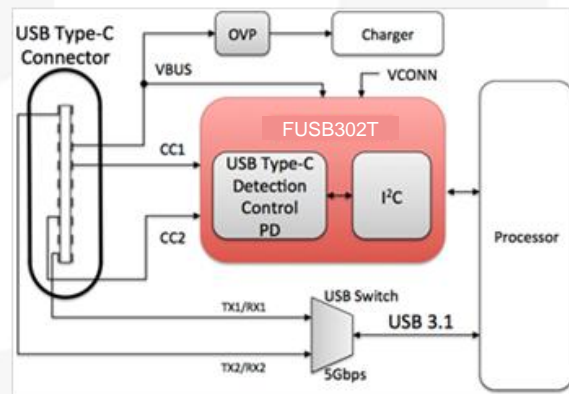 USB Type-C
Connector
OVP
Charger
VBUS
VCONN
FUSB302T
CC1
USB Type-C
Detection
Control
PD
I²C
Processor
CC2
USB Switch
TX1/RX1
USB 3.1
TX2/RX2
5Gbps